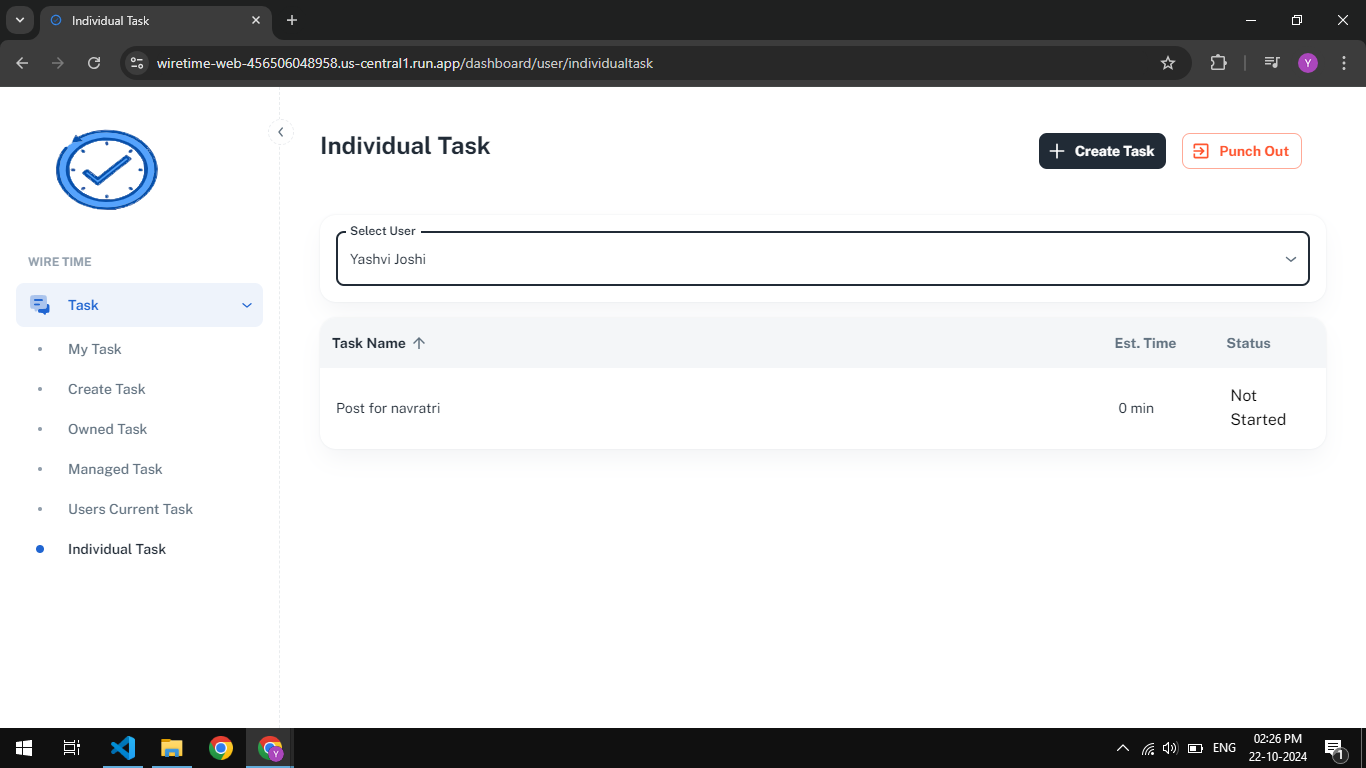 Individual Task
wiretime-web-456506048958.us-central1.run.app/dashboard/user/individualtask
Y
WIRE TIME
Task
My Task
Create Task
Owned Task
Managed Task
Users Current Task
Individual Task
Individual Task
Create Task
Punch Out
Select User
Yashvi Joshi
Task Name Est. Time Status
Post for navratri 0 min Not
Started
Y
ENG
02:26 PM
22-10-2024
1